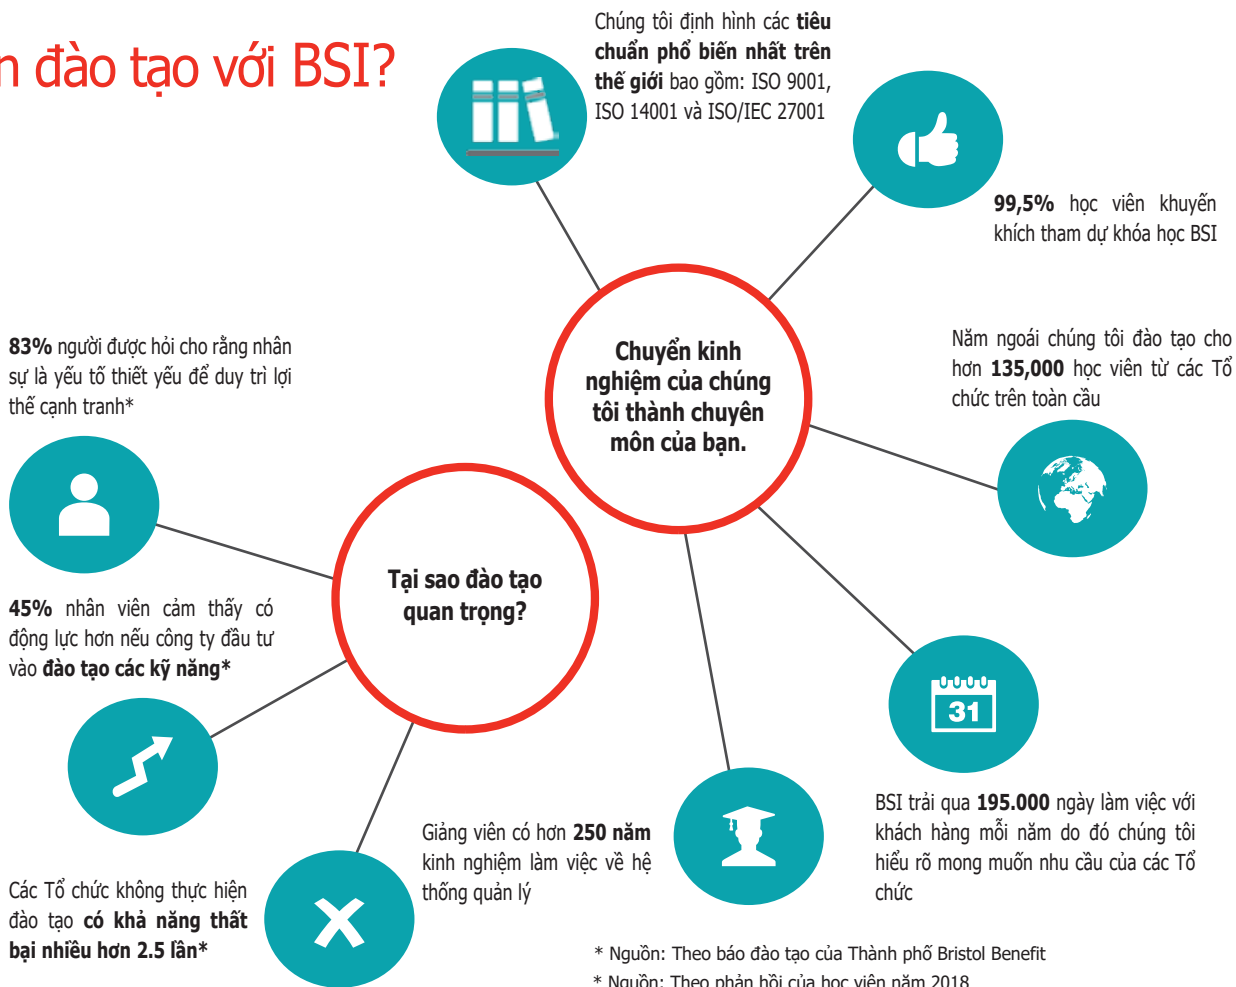 n đào tạo với BSI?
Chúng tôi định hình các tiêu
chuẩn phổ biến nhất trên
thế giới bao gồm: ISO 9001,
ISO 14001 và ISO/IEC 27001
99,5% học viên khuyến
khích tham dự khóa học BSI
Năm ngoái chúng tôi đào tạo cho
hơn 135,000 học viên từ các Tổ
chức trên toàn cầu
Chuyển kinh
nghiệm của chúng
tôi thành chuyên
môn của bạn.
83% người được hỏi cho rằng nhân
sự là yếu tố thiết yếu để duy trì lợi
thế cạnh tranh*
Tại sao đào tạo
quan trọng?
45% nhân viên cảm thấy có
động lực hơn nếu công ty đầu tư
vào đào tạo các kỹ năng*
31
BSI trải qua 195.000 ngày làm việc với
khách hàng mỗi năm do đó chúng tôi
hiểu rõ mong muốn nhu cầu của các Tổ
chức
Giảng viên có hơn 250 năm
kinh nghiệm làm việc về hệ
thống quản lý
Các Tổ chức không thực hiện
đào tạo có khả năng thất
bại nhiều hơn 2.5 lần*
* Nguồn: Theo báo đào tạo của Thành phố Bristol Benefit
* Nguồn: Theo phản hồi của học viên năm 2018